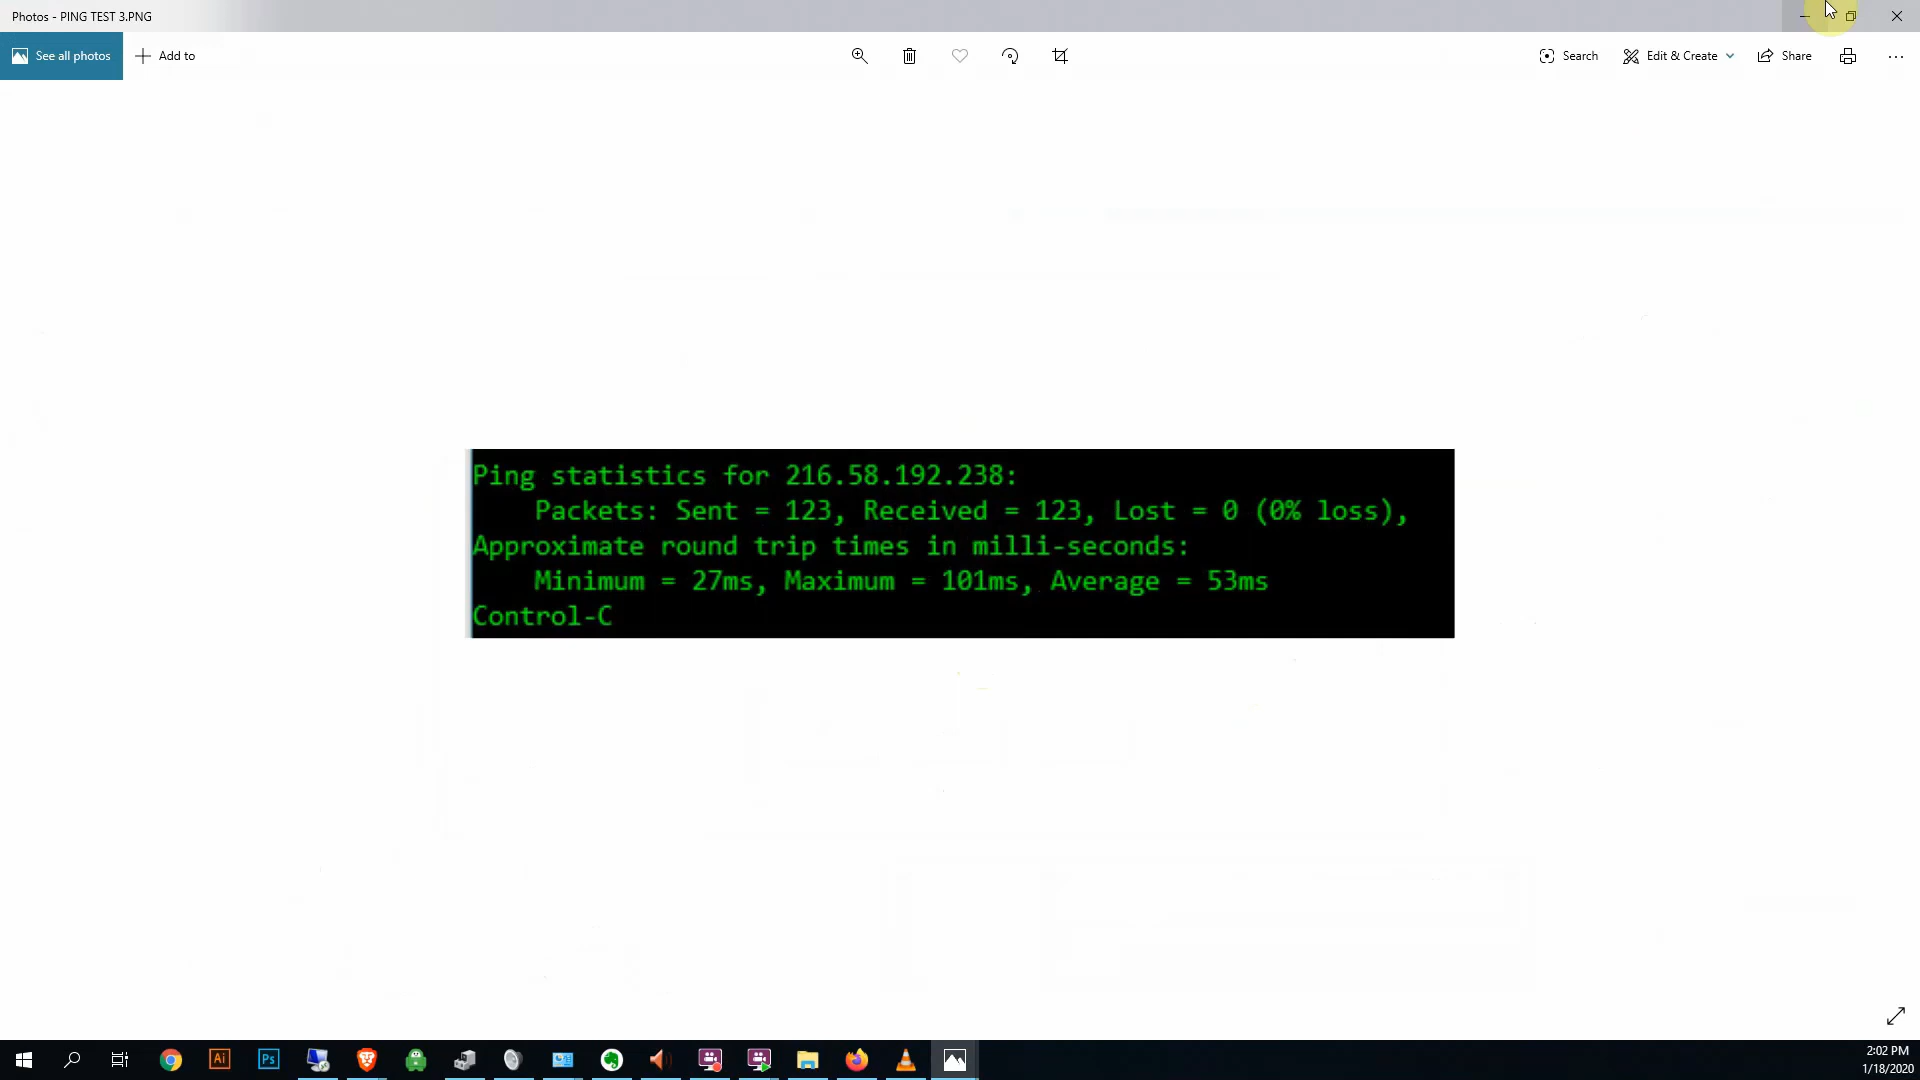 Photos - PING TEST 3.PNG
See all photos
Add to
Search
Edit & Create
Share
Ping statistics for 216.58.192.238:
Packets: Sent = 123, Received = 123, Lost = 0 (0% loss),
Approximate round trip times in milli-seconds:
Minimum = 27ms, Maximum = 101ms, Average = 53ms
Control-C
Ai
Ps
2:02 PM
1/18/2020